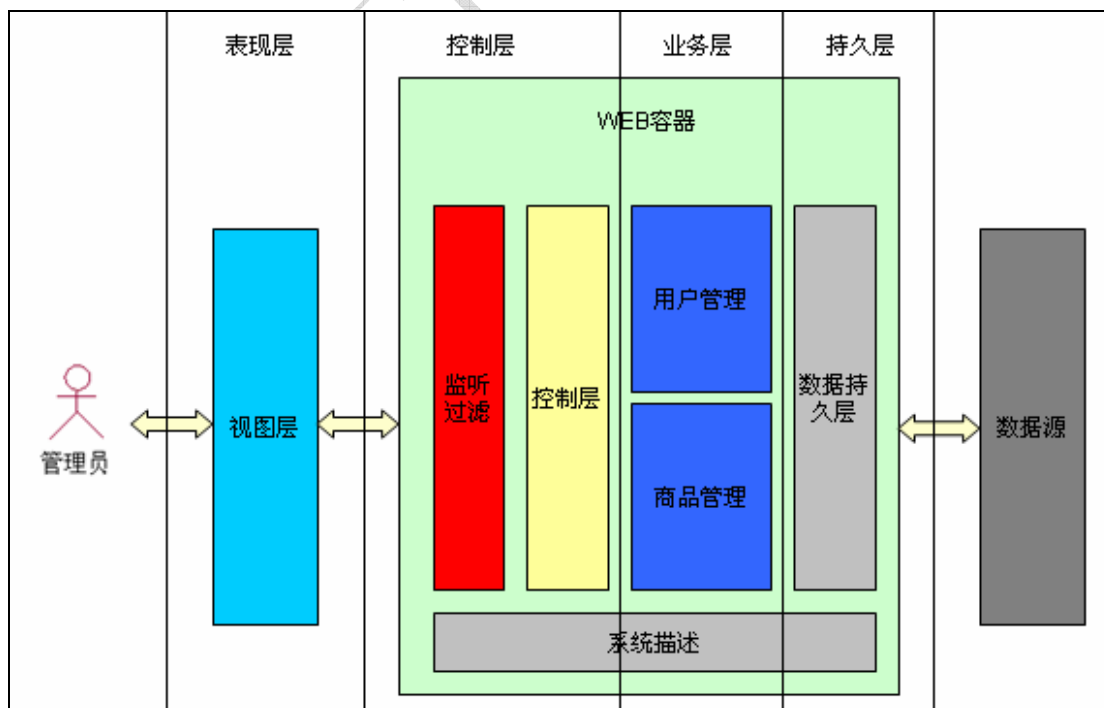 表现层
控制层
业务层
持久层
WEB容器
管理员
视图层
监听
过滤
控制层
用户管理
商品管理
数据持
久层
数据源
系统描述